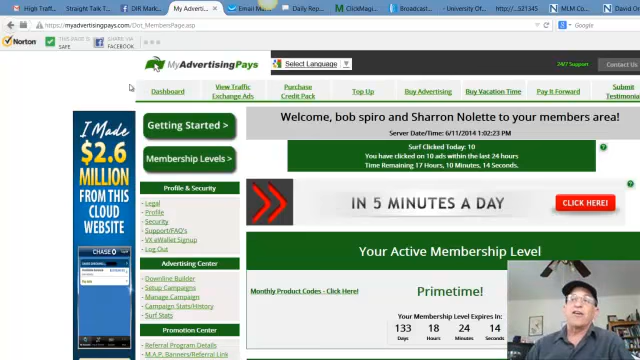 High Traffi
Straight Talk T
DIR Mark
My Adverti...
Email M
Daily Rep
ClickMagi
Broadcast...
University Of
...521345
MLM Co
David O
https://myadvertisingpays.com/Dot_MembersPage.asp
Google
Norton
THIS PAGE IS
SAFE
SHARE VIA
FACEBOOK
MyAdvertisingPays
Select Language
24/7 Support
Contact Us
Dashboard
View Traffic
Exchange Ads
Purchase
Credit Pack
Top Up
Buy Advertising
Buy Vacation Time
Pay It Forward
Submit
Testimonia
I Made
$2.6
MILLION
FROM THIS
CLOUD
WEBSITE
CHASE
Getting Started >
Membership Levels >
Profile & Security
- Legal
- Profile
- Security
- Support/FAQ's
- VX eWallet Signup
- Log Out
Advertising Center
- Downline Builder
- Setup Campaigns
- Manage Campaign
- Campaign Stats/History
- Surf Stats
Promotion Center
- Referral Program Details
- M.A.P. Banners/Referral Link
Welcome, bob spiro and Sharron Nolette to your members area!
Server Date/Time: 6/11/2014 1:02:23 PM
Surf Clicked Today: 10
You have clicked on 10 ads within the last 24 hours
Time Remaining 17 Hours, 10 Minutes, 14 Seconds.
IN 5 MINUTES A DAY
CLICK HERE!
Your Active Membership Level
Monthly Product Codes - Click Here!
Primetime!
Your Membership Level Expires In
133 18 24 14
Days Hours Minutes Seconds